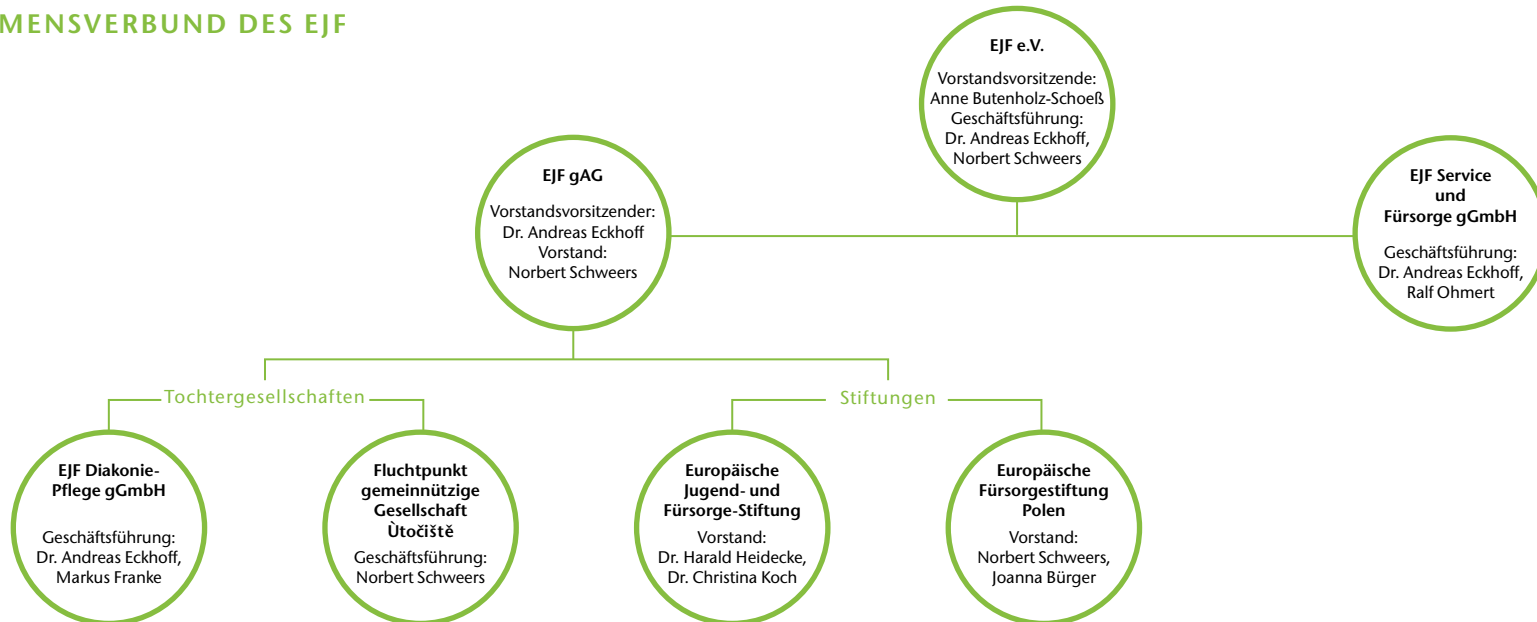 MENSVERBUND DES EJF
EJF e.V.
Vorstandsvorsitzende:
Anne Butenholz-Schoeß
Geschäftsführung:
Dr. Andreas Eckhoff,
Norbert Schweers
EJF gAG
Vorstandsvorsitzender:
Dr. Andreas Eckhoff
Vorstand:
Norbert Schweers
EJF Service
und
Fürsorge gGmbH
Geschäftsführung:
Dr. Andreas Eckhoff,
Ralf Ohmert
Tochtergesellschaften
Stiftungen
EJF Diakonie-
Pflege gGmbH
Geschäftsführung:
Dr. Andreas Eckhoff,
Markus Franke
Fluchtpunkt
gemeinnützige
Gesellschaft
Ùtočiště
Geschäftsführung:
Norbert Schweers
Europäische
Jugend- und
Fürsorge-Stiftung
Vorstand:
Dr. Harald Heidecke,
Dr. Christina Koch
Europäische
Fürsorgestiftung
Polen
Vorstand:
Norbert Schweers,
Joanna Bürger